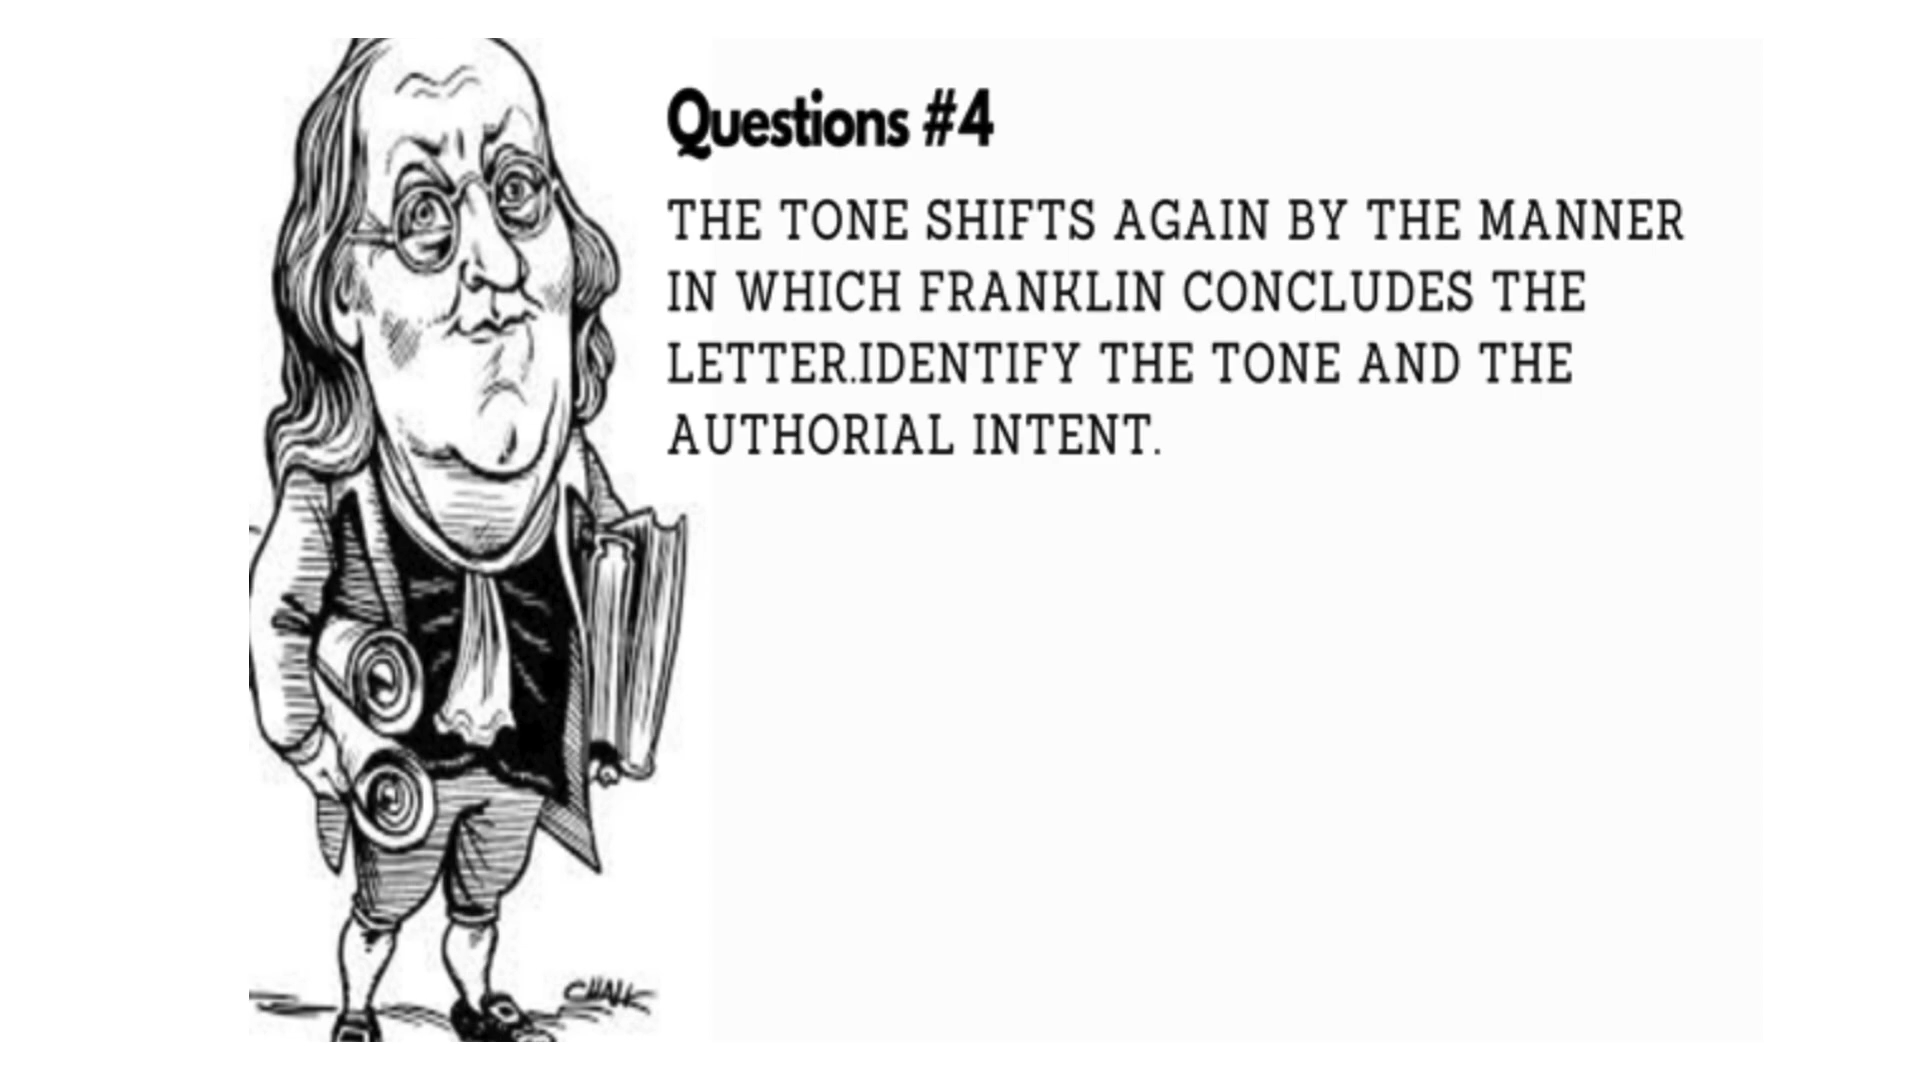 Questions #4
THE TONE SHIFTS AGAIN BY THE MANNER
IN WHICH FRANKLIN CONCLUDES THE
LETTER.IDENTIFY THE TONE AND THE
AUTHORIAL INTENT.
CHALK